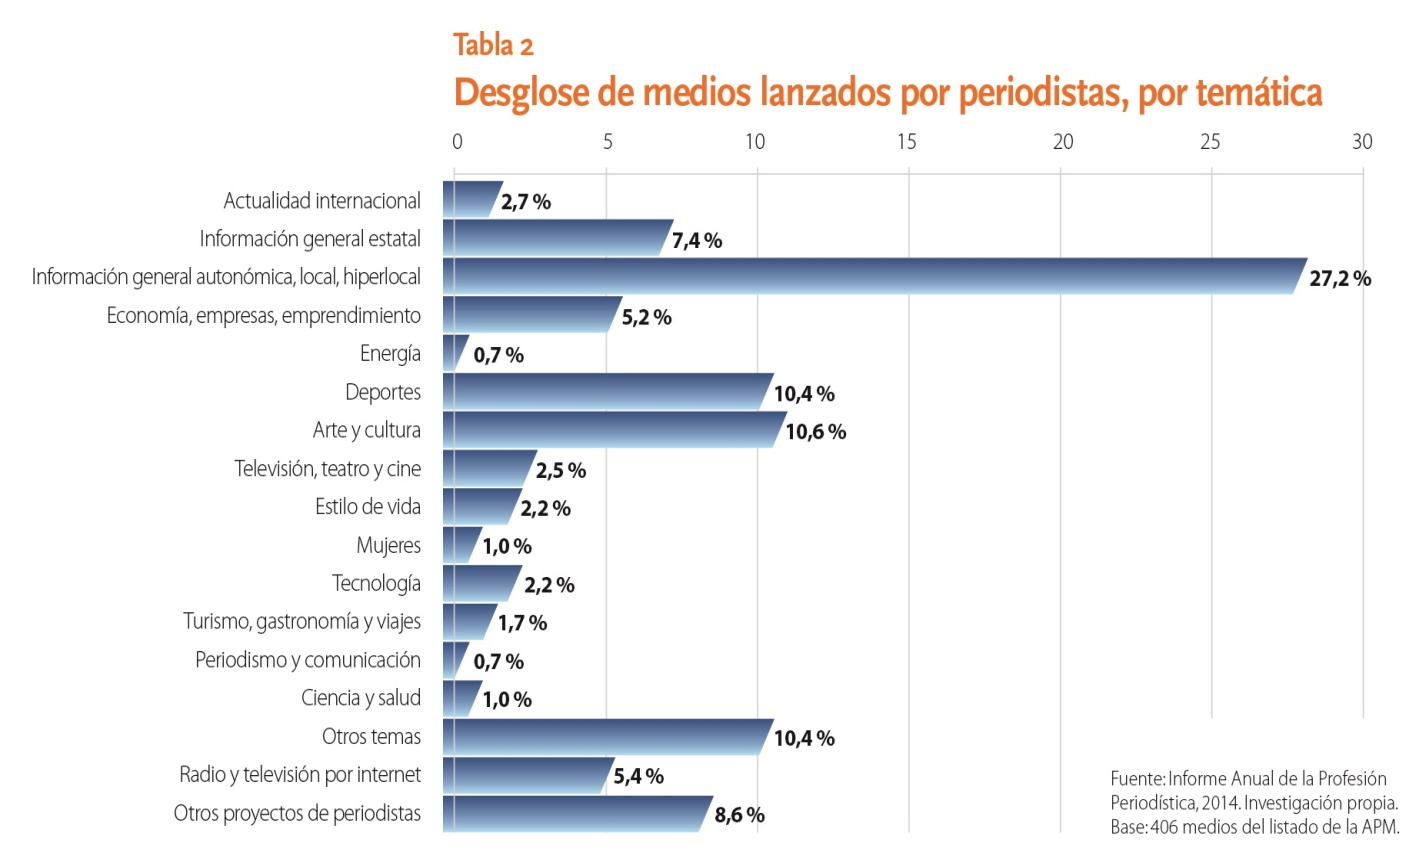 Tabla 2
Desglose de medios lanzados por periodistas, por temática
0 5 10 15 20 25 30
Actualidad internacional 2,7 %
Información general estatal 7,4 %
Información general autonómica, local, hiperlocal 27,2 %
Economía, empresas, emprendimiento 5,2 %
Energía 0,7 %
Deportes 10,4 %
Arte y cultura 10,6 %
Televisión, teatro y cine 2,5 %
Estilo de vida 2,2 %
Mujeres 1,0 %
Tecnología 2,2 %
Turismo, gastronomía y viajes 1,7 %
Periodismo y comunicación 0,7 %
Ciencia y salud 1,0 %
Otros temas 10,4 %
Radio y televisión por internet 5,4 %
Otros proyectos de periodistas 8,6 %
Fuente: Informe Anual de la Profesión
Periodística, 2014. Investigación propia.
Base: 406 medios del listado de la APM.